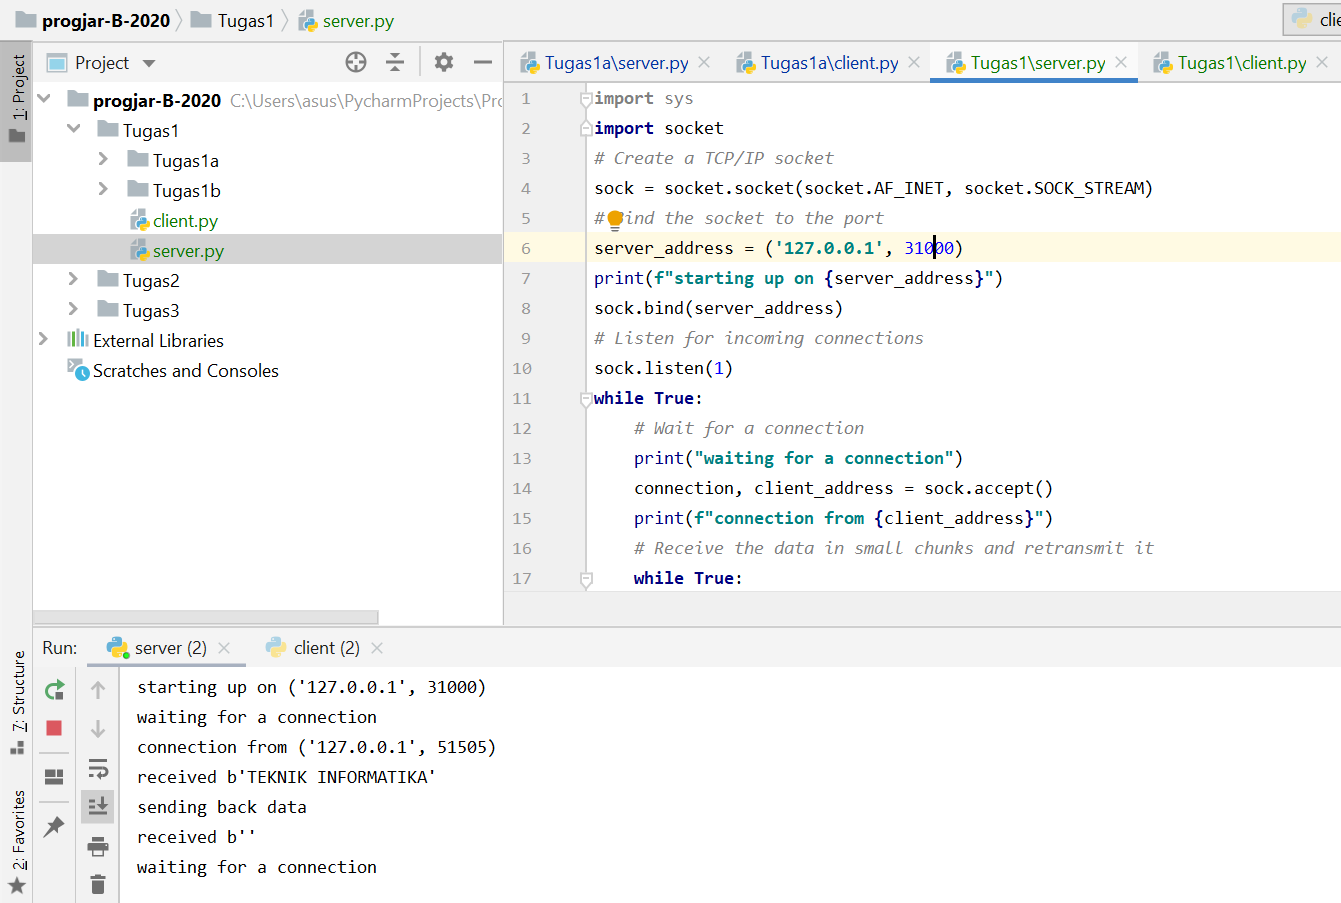 progjar-B-2020 Tugas1 server.py
1: Project
Project
Tugas1a\server.py Tugas1a\client.py Tugas1\server.py Tugas1\client.py
progjar-B-2020 C:\Users\asus\PycharmProjects\Pro
Tugas1
Tugas1a
Tugas1b
client.py
server.py
Tugas2
Tugas3
External Libraries
Scratches and Consoles
1 import sys
2 import socket
3 # Create a TCP/IP socket
4 sock = socket.socket(socket.AF_INET, socket.SOCK_STREAM)
5 # Bind the socket to the port
6 server_address = ('127.0.0.1', 31000)
7 print(f"starting up on {server_address}")
8 sock.bind(server_address)
9 # Listen for incoming connections
10 sock.listen(1)
11 while True:
12 # Wait for a connection
13 print("waiting for a connection")
14 connection, client_address = sock.accept()
15 print(f"connection from {client_address}")
16 # Receive the data in small chunks and retransmit it
17 while True:
Run: server (2) client (2)
7: Structure
2: Favorites
starting up on ('127.0.0.1', 31000)
waiting for a connection
connection from ('127.0.0.1', 51505)
received b'TEKNIK INFORMATIKA'
sending back data
received b''
waiting for a connection